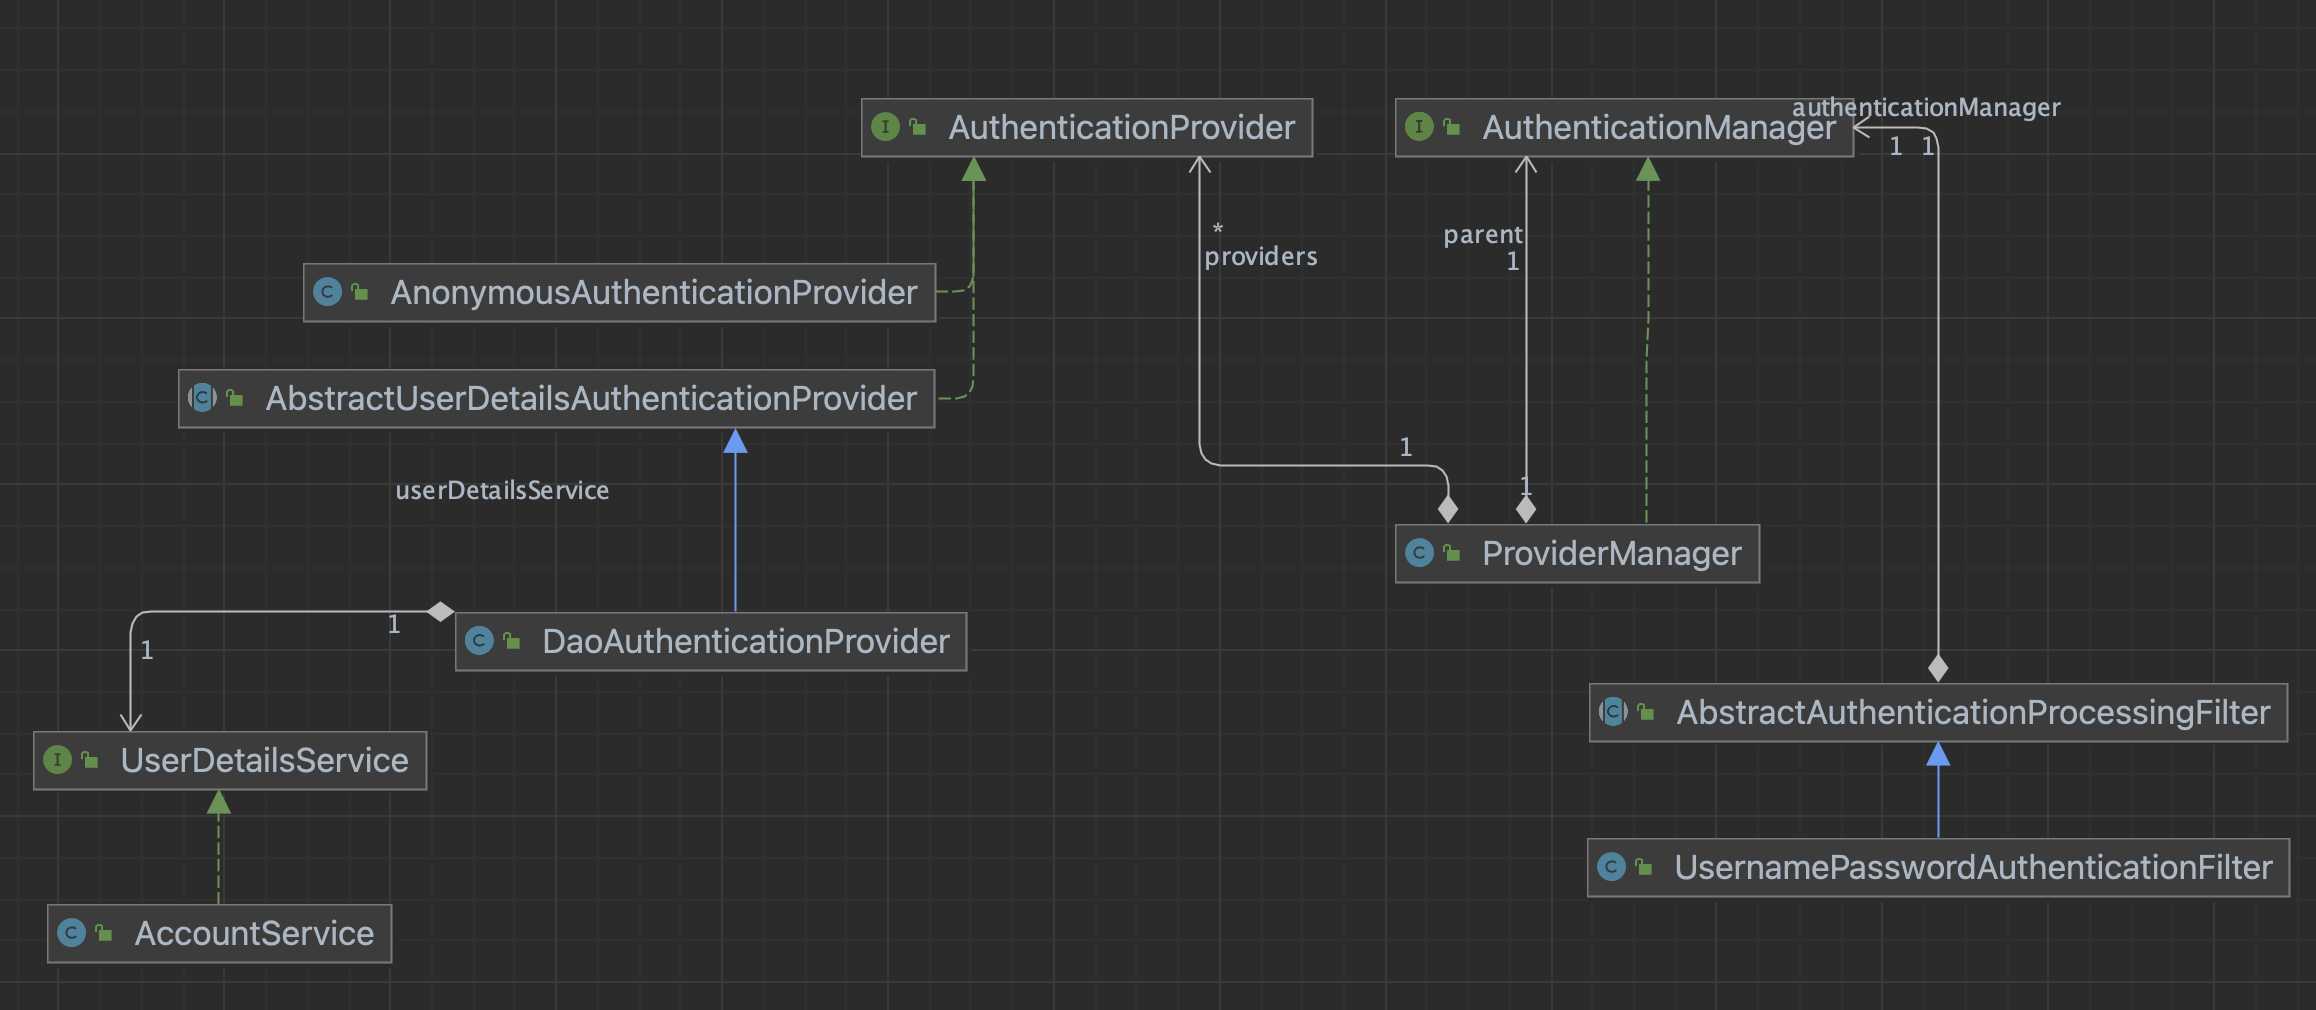 authenticationManager
I AuthenticationProvider
I AuthenticationManager
1 1
*
providers
parent
1
C AnonymousAuthenticationProvider
C AbstractUserDetailsAuthenticationProvider
1
userDetailsService
1
C ProviderManager
1
1
C DaoAuthenticationProvider
C AbstractAuthenticationProcessingFilter
I UserDetailsService
C UsernamePasswordAuthenticationFilter
C AccountService